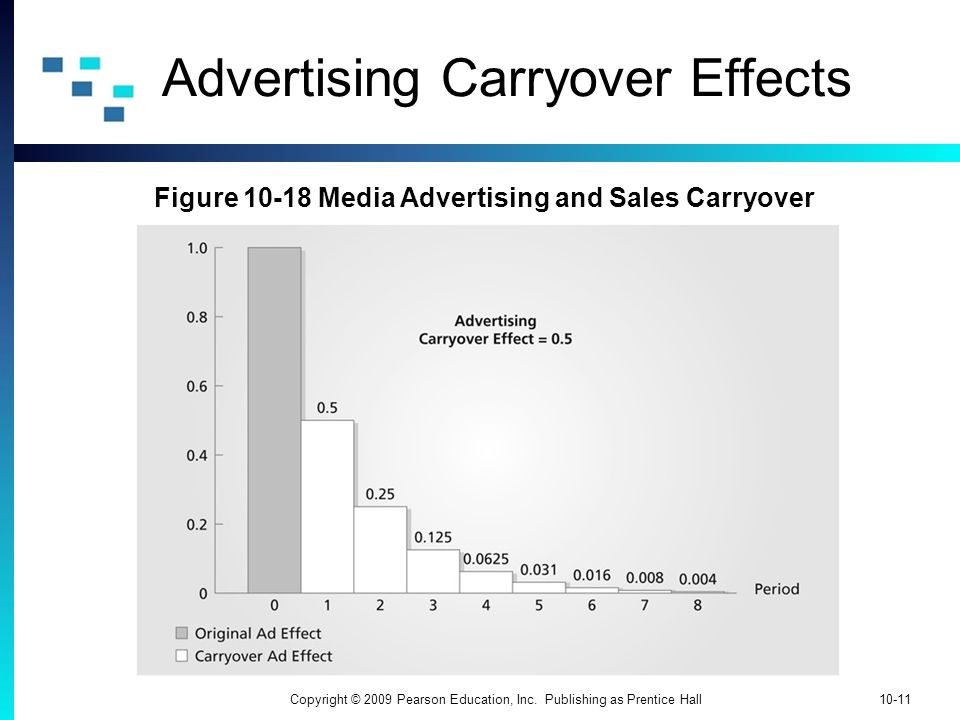 Advertising Carryover Effects
Figure 10-18 Media Advertising and Sales Carryover
1.0
0.8
0.6
0.4
0.2
0
Advertising
Carryover Effect = 0.5
0.5
0.25
0.125
0.0625
0.031
0.016
0.008
0.004
Period
0 1 2 3 4 5 6 7 8
Original Ad Effect
Carryover Ad Effect
Copyright © 2009 Pearson Education, Inc. Publishing as Prentice Hall
10-11